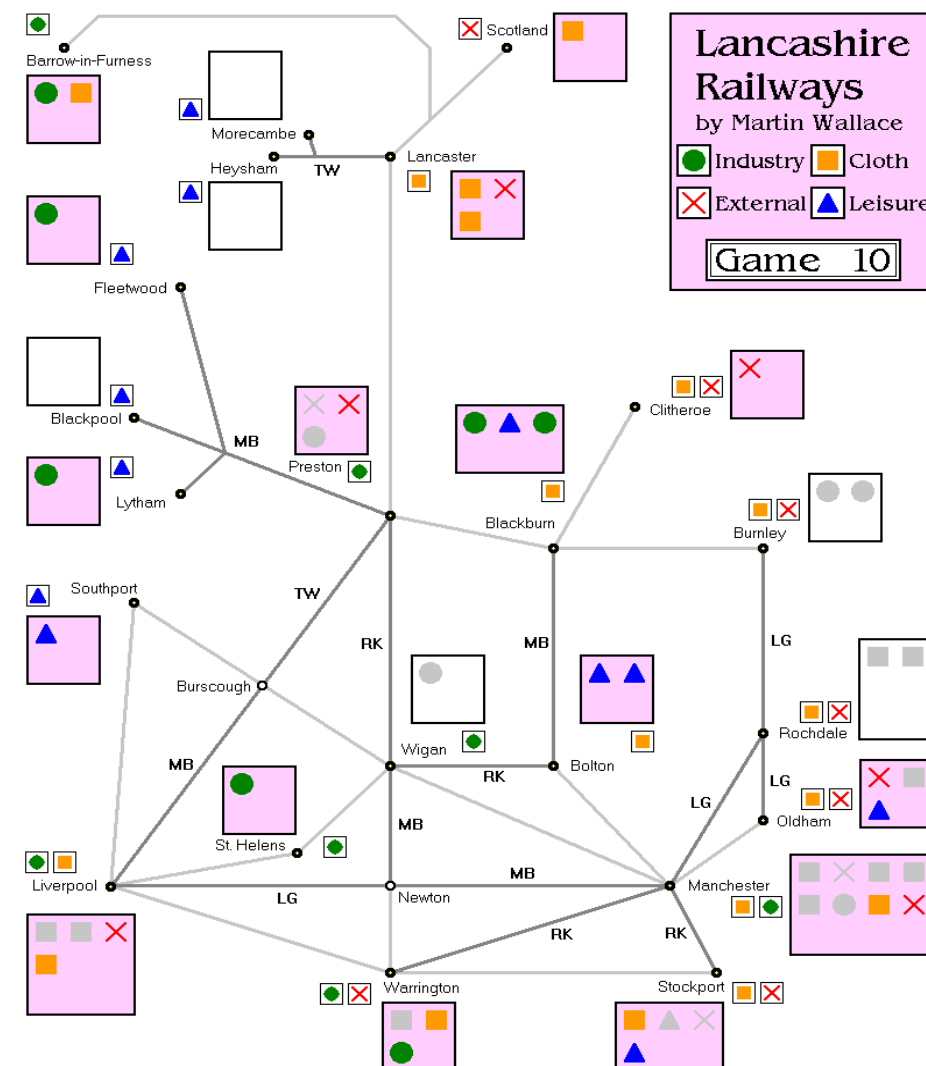 Scotland
Barrow-in-Furness
Lancashire
Railways
by Martin Wallace
Industry
Cloth
External
Leisure
Game 10
Morecambe
Heysham
TW
Lancaster
Fleetwood
Blackpool
MB
Preston
Lytham
Clitheroe
Blackburn
Burnley
Southport
TW
RK
MB
LG
Burscough
Rochdale
Wigan
RK
Bolton
MB
LG
LG
Oldham
St. Helens
MB
MB
Liverpool
LG
Newton
Manchester
RK
RK
Warrington
Stockport